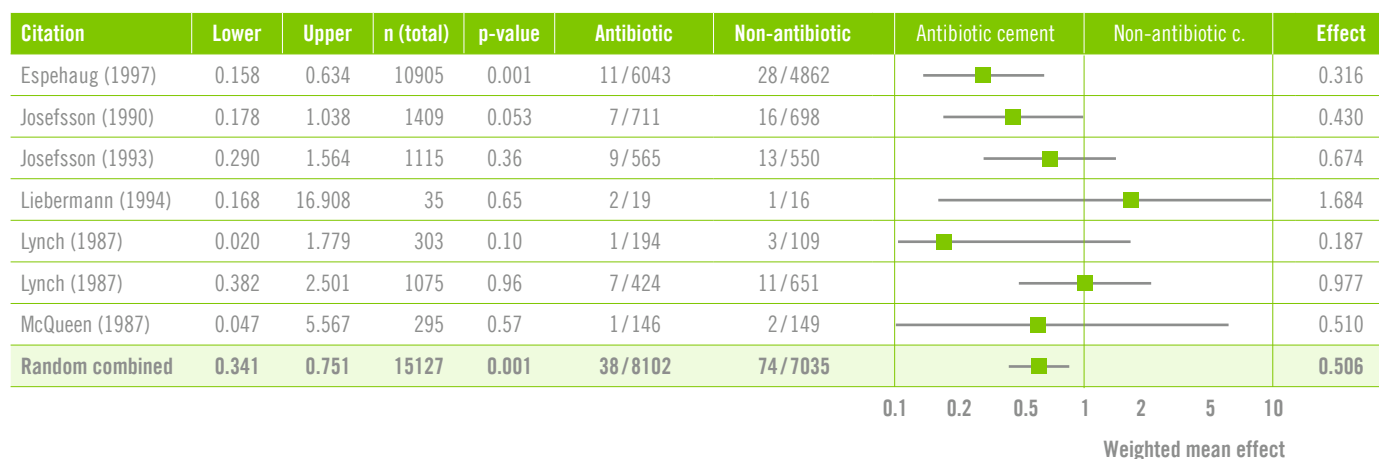 Citation Lower Upper n (total) p-value Antibiotic Non-antibiotic Antibiotic cement Non-antibiotic c. Effect
Espehaug (1997) 0.158 0.634 10905 0.001 11/6043 28/4862 0.316
Josefsson (1990) 0.178 1.038 1409 0.053 7/711 16/698 0.430
Josefsson (1993) 0.290 1.564 1115 0.36 9/565 13/550 0.674
Liebermann (1994) 0.168 16.908 35 0.65 2/19 1/16 1.684
Lynch (1987) 0.020 1.779 303 0.10 1/194 3/109 0.187
Lynch (1987) 0.382 2.501 1075 0.96 7/424 11/651 0.977
McQueen (1987) 0.047 5.567 295 0.57 1/146 2/149 0.510
Random combined 0.341 0.751 15127 0.001 38/8102 74/7035 0.506
0.1 0.2 0.5 1 2 5 10
Weighted mean effect